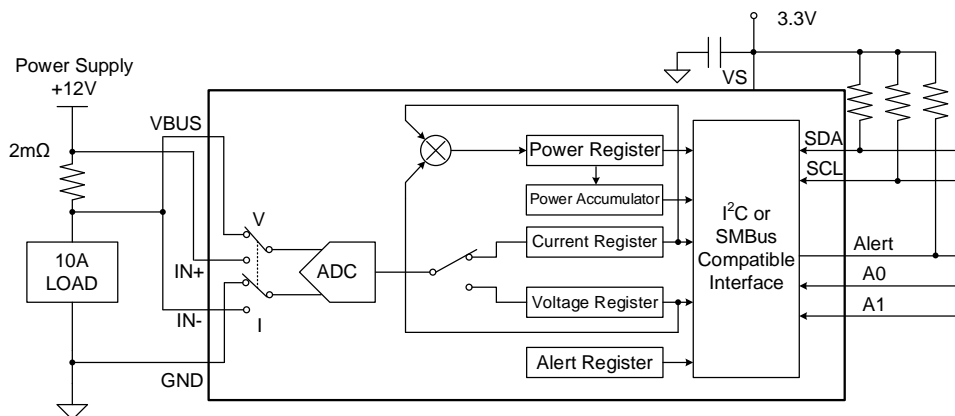 3.3V
Power Supply
+12V
VS
VBUS
2mΩ
SDA
Power Register
SCL
Power Accumulator
I²C or
SMBus
Compatible
Interface
V
ADC
Current Register
Alert
10A
LOAD
IN+
A0
Voltage Register
IN-
I
A1
Alert Register
GND